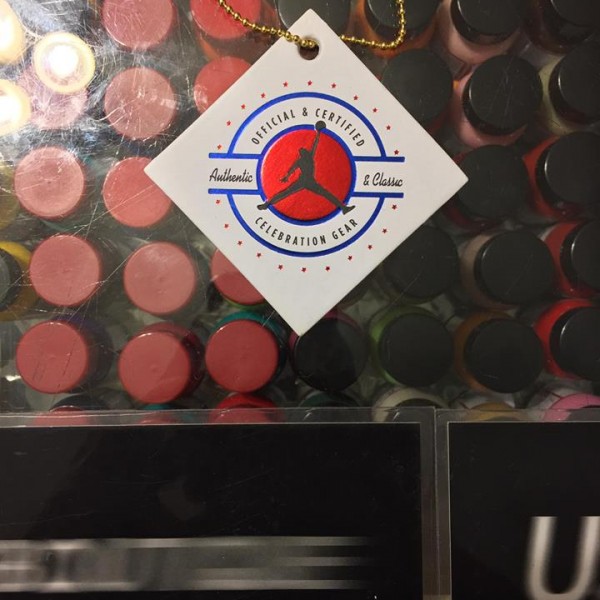 OFFICIAL & CERTIFIED
Authentic & Classic
CELEBRATION GEAR
U